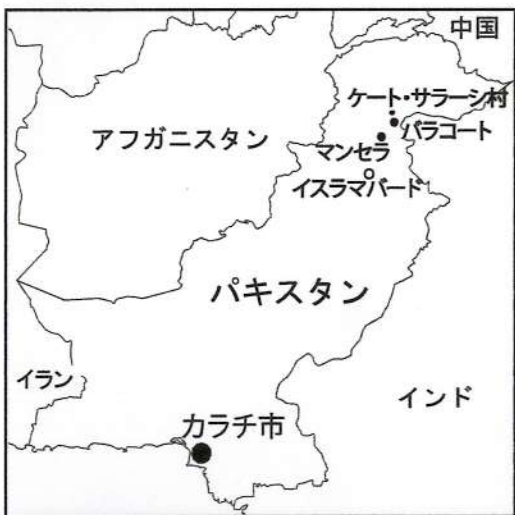 中国
ケート・サラーシ村
バラコート
アフガニスタン
マンセラ
イスラマバード
パキスタン
イラン
インド
カラチ市